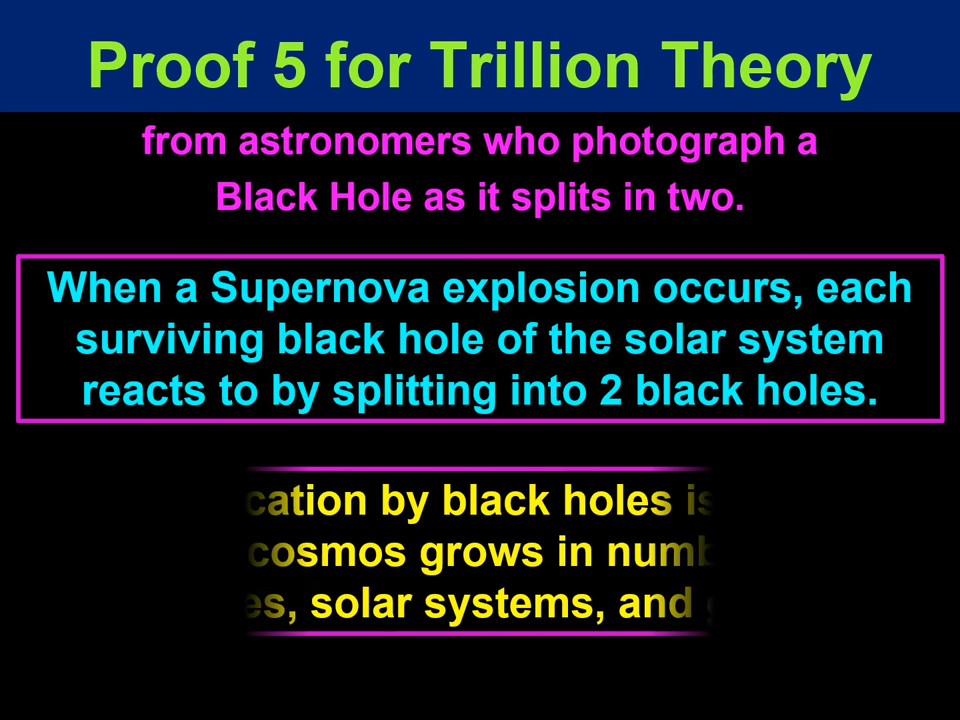 Proof 5 for Trillion Theory
from astronomers who photograph a
Black Hole as it splits in two.
When a Supernova explosion occurs, each
surviving black hole of the solar system
reacts to by splitting into 2 black holes.
by black holes is
cosmos grows in
solar systems, and